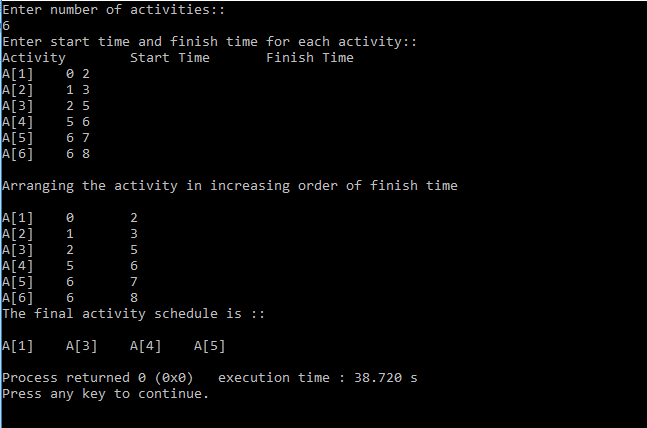 Enter number of activities::
6
Enter start time and finish time for each activity::
Activity        Start Time       Finish Time
A[1]    0 2
A[2]    1 3
A[3]    2 5
A[4]    5 6
A[5]    6 7
A[6]    6 8
Arranging the activity in increasing order of finish time
A[1]    0       2
A[2]    1       3
A[3]    2       5
A[4]    5       6
A[5]    6       7
A[6]    6       8
The final activity schedule is ::
A[1]    A[3]    A[4]    A[5]
Process returned 0 (0x0)   execution time : 38.720 s
Press any key to continue.